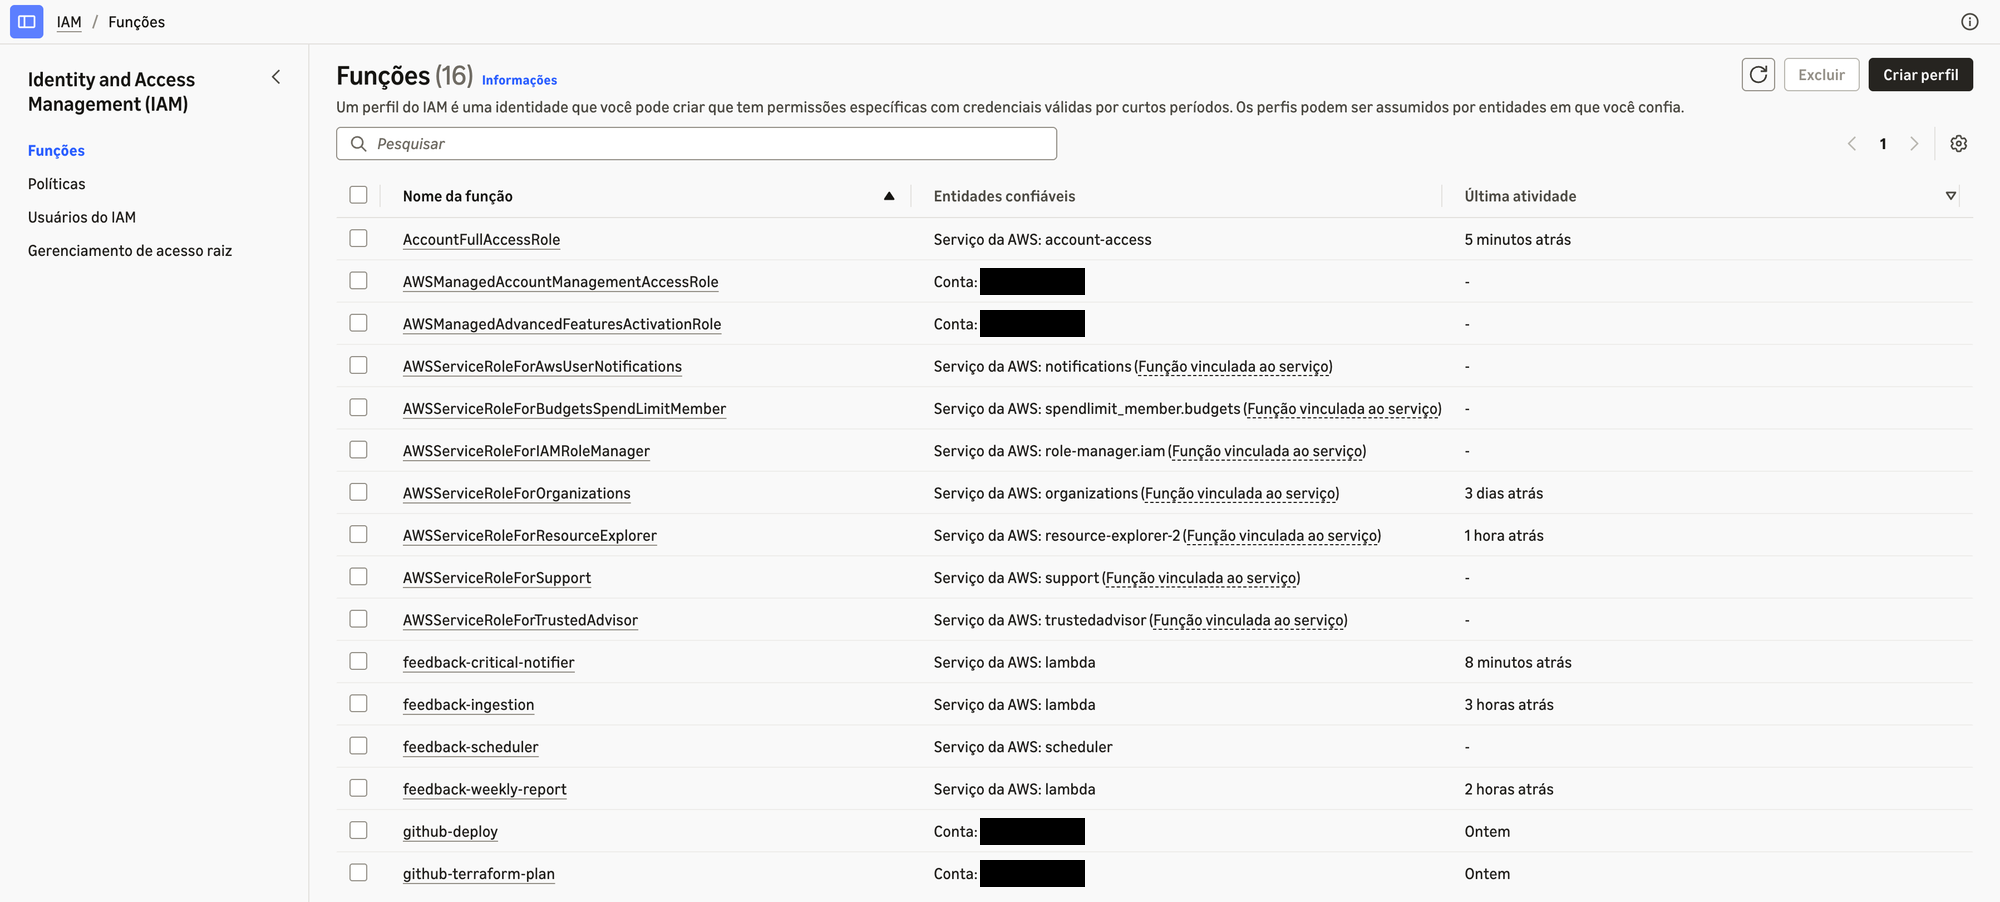 IAM / Funções
Identity and Access
Management (IAM)
Funções
Políticas
Usuários do IAM
Gerenciamento de acesso raiz
Funções (16) Informações
Excluir
Criar perfil
Um perfil do IAM é uma identidade que você pode criar que tem permissões específicas com credenciais válidas por curtos períodos. Os perfis podem ser assumidos por entidades em que você confia.
Pesquisar
1
Nome da função Entidades confiáveis Última atividade
AccountFullAccessRole Serviço da AWS: account-access 5 minutos atrás
AWSManagedAccountManagementAccessRole Conta: -
AWSManagedAdvancedFeaturesActivationRole Conta: -
AWSServiceRoleForAwsUserNotifications Serviço da AWS: notifications (Função vinculada ao serviço) -
AWSServiceRoleForBudgetsSpendLimitMember Serviço da AWS: spendlimit_member.budgets (Função vinculada ao serviço) -
AWSServiceRoleForIAMRoleManager Serviço da AWS: role-manager.iam (Função vinculada ao serviço) -
AWSServiceRoleForOrganizations Serviço da AWS: organizations (Função vinculada ao serviço) 3 dias atrás
AWSServiceRoleForResourceExplorer Serviço da AWS: resource-explorer-2 (Função vinculada ao serviço) 1 hora atrás
AWSServiceRoleForSupport Serviço da AWS: support (Função vinculada ao serviço) -
AWSServiceRoleForTrustedAdvisor Serviço da AWS: trustedadvisor (Função vinculada ao serviço) -
feedback-critical-notifier Serviço da AWS: lambda 8 minutos atrás
feedback-ingestion Serviço da AWS: lambda 3 horas atrás
feedback-scheduler Serviço da AWS: scheduler -
feedback-weekly-report Serviço da AWS: lambda 2 horas atrás
github-deploy Conta: Ontem
github-terraform-plan Conta: Ontem